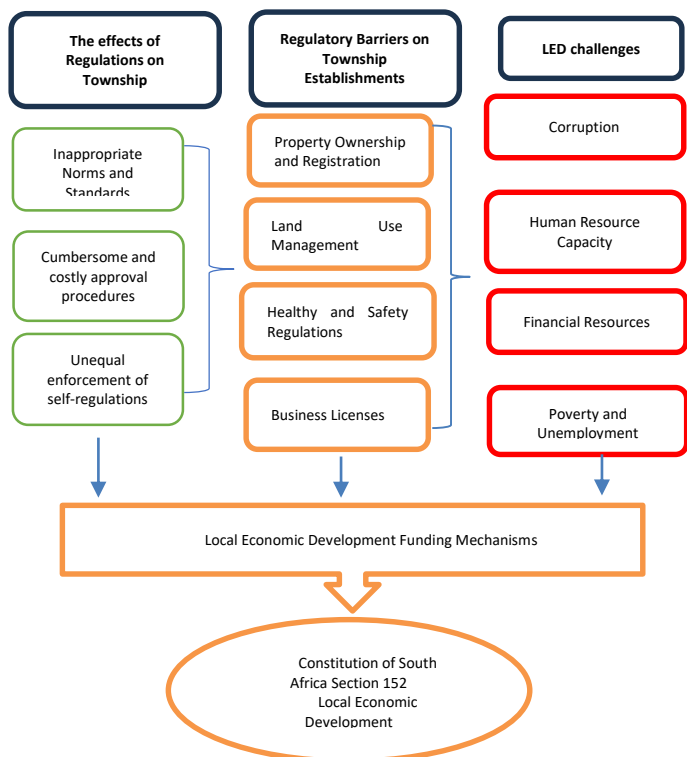 The effects of
Regulations on
Township
Regulatory Barriers on
Township
Establishments
LED challenges
Inappropriate
Norms and
Standards
Cumbersome and
costly approval
procedures
Unequal
enforcement of
self-regulations
Property Ownership
and Registration
Land Use
Management
Healthy and Safety
Regulations
Business Licenses
Corruption
Human Resource
Capacity
Financial Resources
Poverty and
Unemployment
Local Economic Development Funding Mechanisms
Constitution of South
Africa Section 152
Local Economic
Development